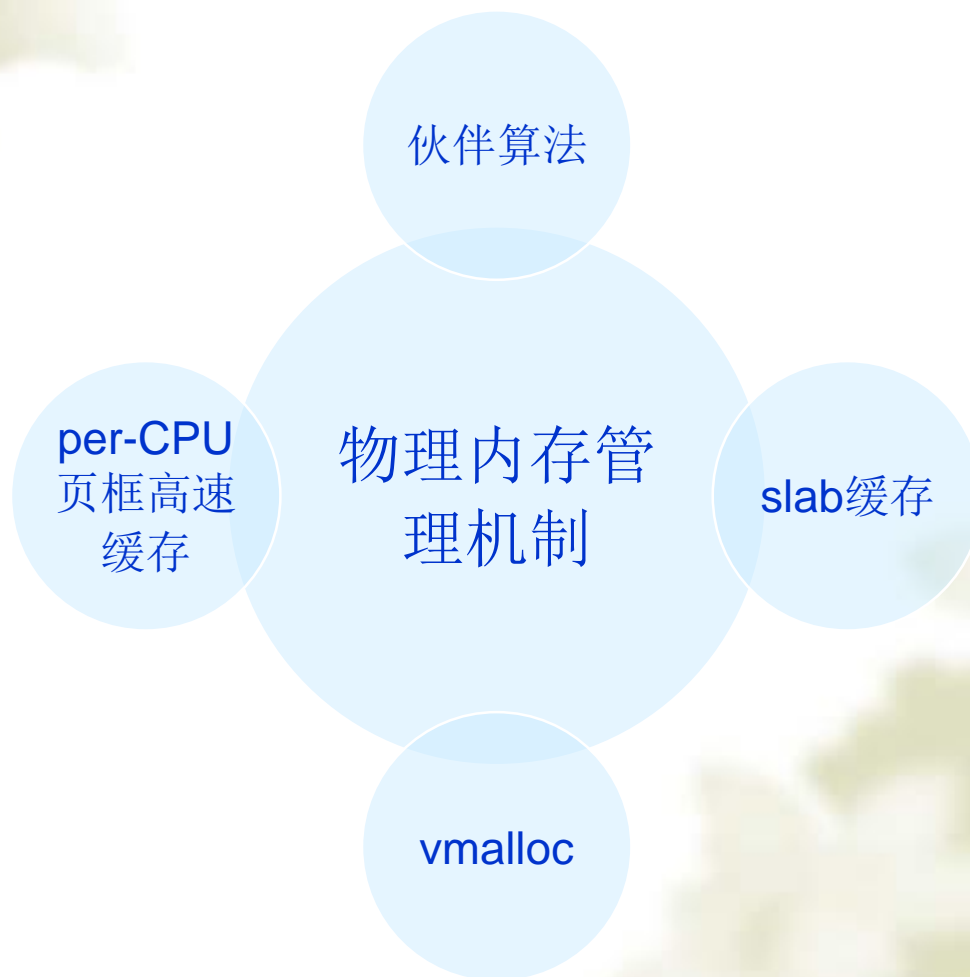 伙伴算法
per-CPU
页框高速
缓存
物理内存管
理机制
slab缓存
vmalloc